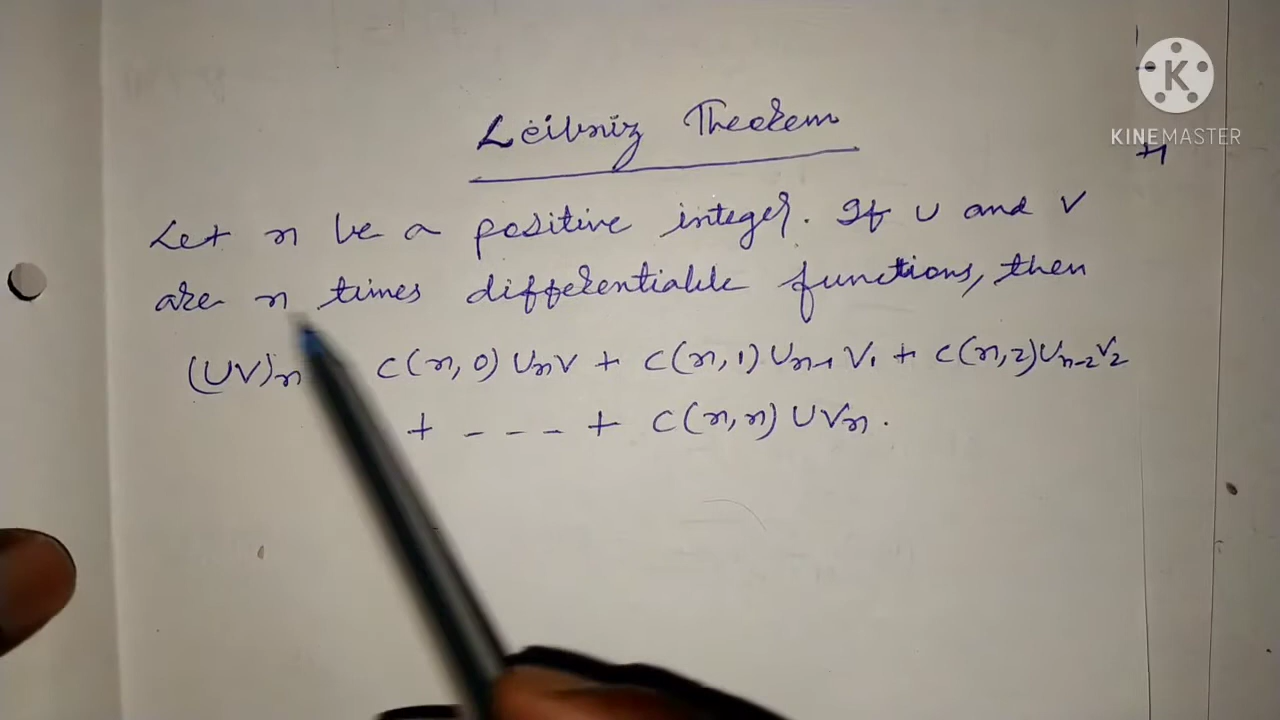 K
KINEMASTER
Leibniz Theorem
Let n be a positive integer. If U and V
are n times differentiable functions, then
(UV)n C(n,0) UnV + C(n,1) Un-1 V1 + C(n,2) Un-2 V2
+ - - - + C(n,n) UVn.